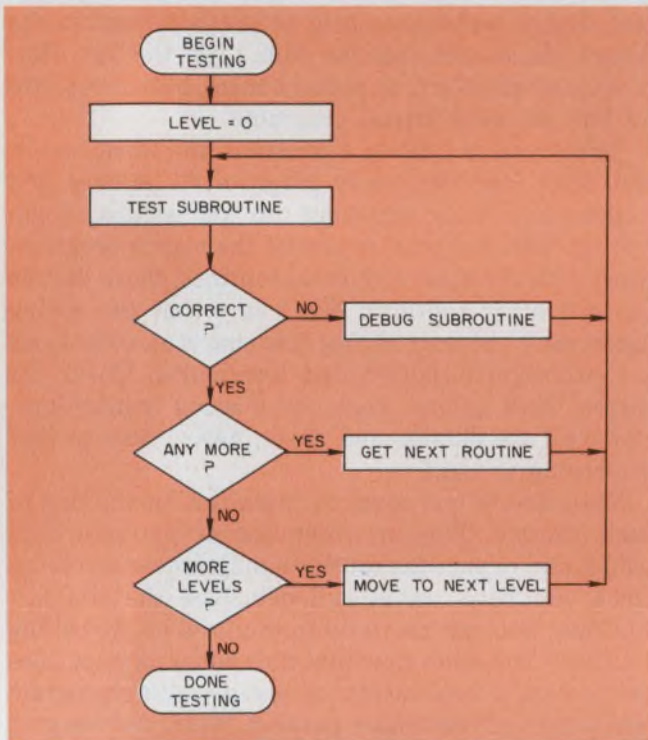 BEGIN
TESTING
LEVEL = 0
TEST SUBROUTINE
CORRECT
?
NO
DEBUG SUBROUTINE
YES
ANY MORE
?
YES
GET NEXT ROUTINE
NO
MORE
LEVELS
?
YES
MOVE TO NEXT LEVEL
NO
DONE
TESTING